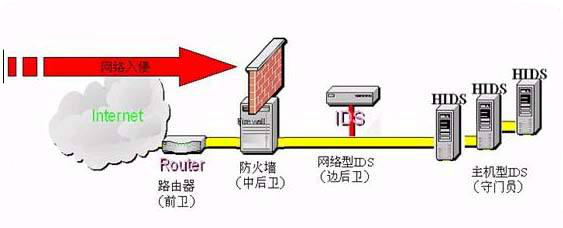 网络入侵
HIDS
HIDS
HIDS
Internet
Firewall
IDS
Router
路由器
(前卫)
防火墙
(中后卫)
网络型IDS
(边后卫)
主机型IDS
(守门员)